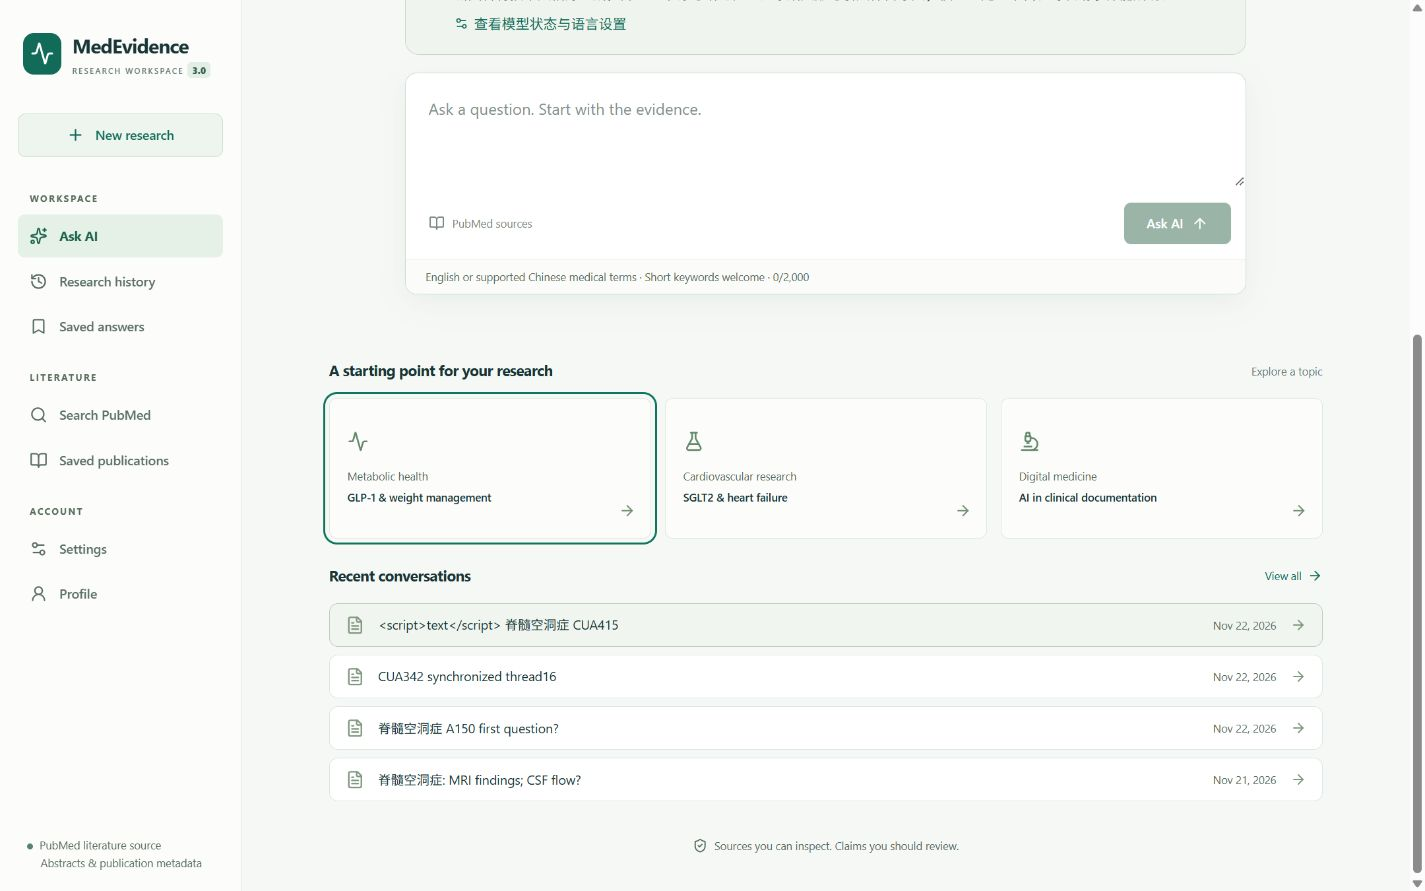 MedEvidence
RESEARCH WORKSPACE 3.0
New research
WORKSPACE
Ask AI
Research history
Saved answers
LITERATURE
Search PubMed
Saved publications
ACCOUNT
Settings
Profile
PubMed literature source
Abstracts & publication metadata
查看模型状态与语言设置
Ask a question. Start with the evidence.
PubMed sources
Ask AI
English or supported Chinese medical terms · Short keywords welcome · 0/2,000
A starting point for your research
Explore a topic
Metabolic health
GLP-1 & weight management
Cardiovascular research
SGLT2 & heart failure
Digital medicine
AI in clinical documentation
Recent conversations
View all
<script>text</script> 脊髓空洞症 CUA415
Nov 22, 2026
CUA342 synchronized thread16
Nov 22, 2026
脊髓空洞症 A150 first question?
Nov 22, 2026
脊髓空洞症: MRI findings; CSF flow?
Nov 21, 2026
Sources you can inspect. Claims you should review.